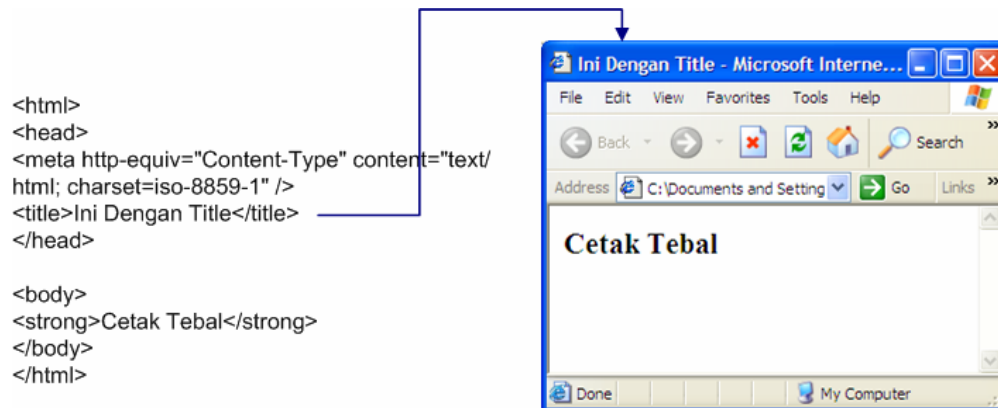 <html>
<head>
<meta http-equiv="Content-Type" content="text/
html; charset=iso-8859-1" />
<title>Ini Dengan Title</title>
</head>
<body>
<strong>Cetak Tebal</strong>
</body>
</html>
Ini Dengan Title - Microsoft Interne...
File Edit View Favorites Tools Help
Back Search
Address C:\Documents and Setting Go Links
Cetak Tebal
Done My Computer